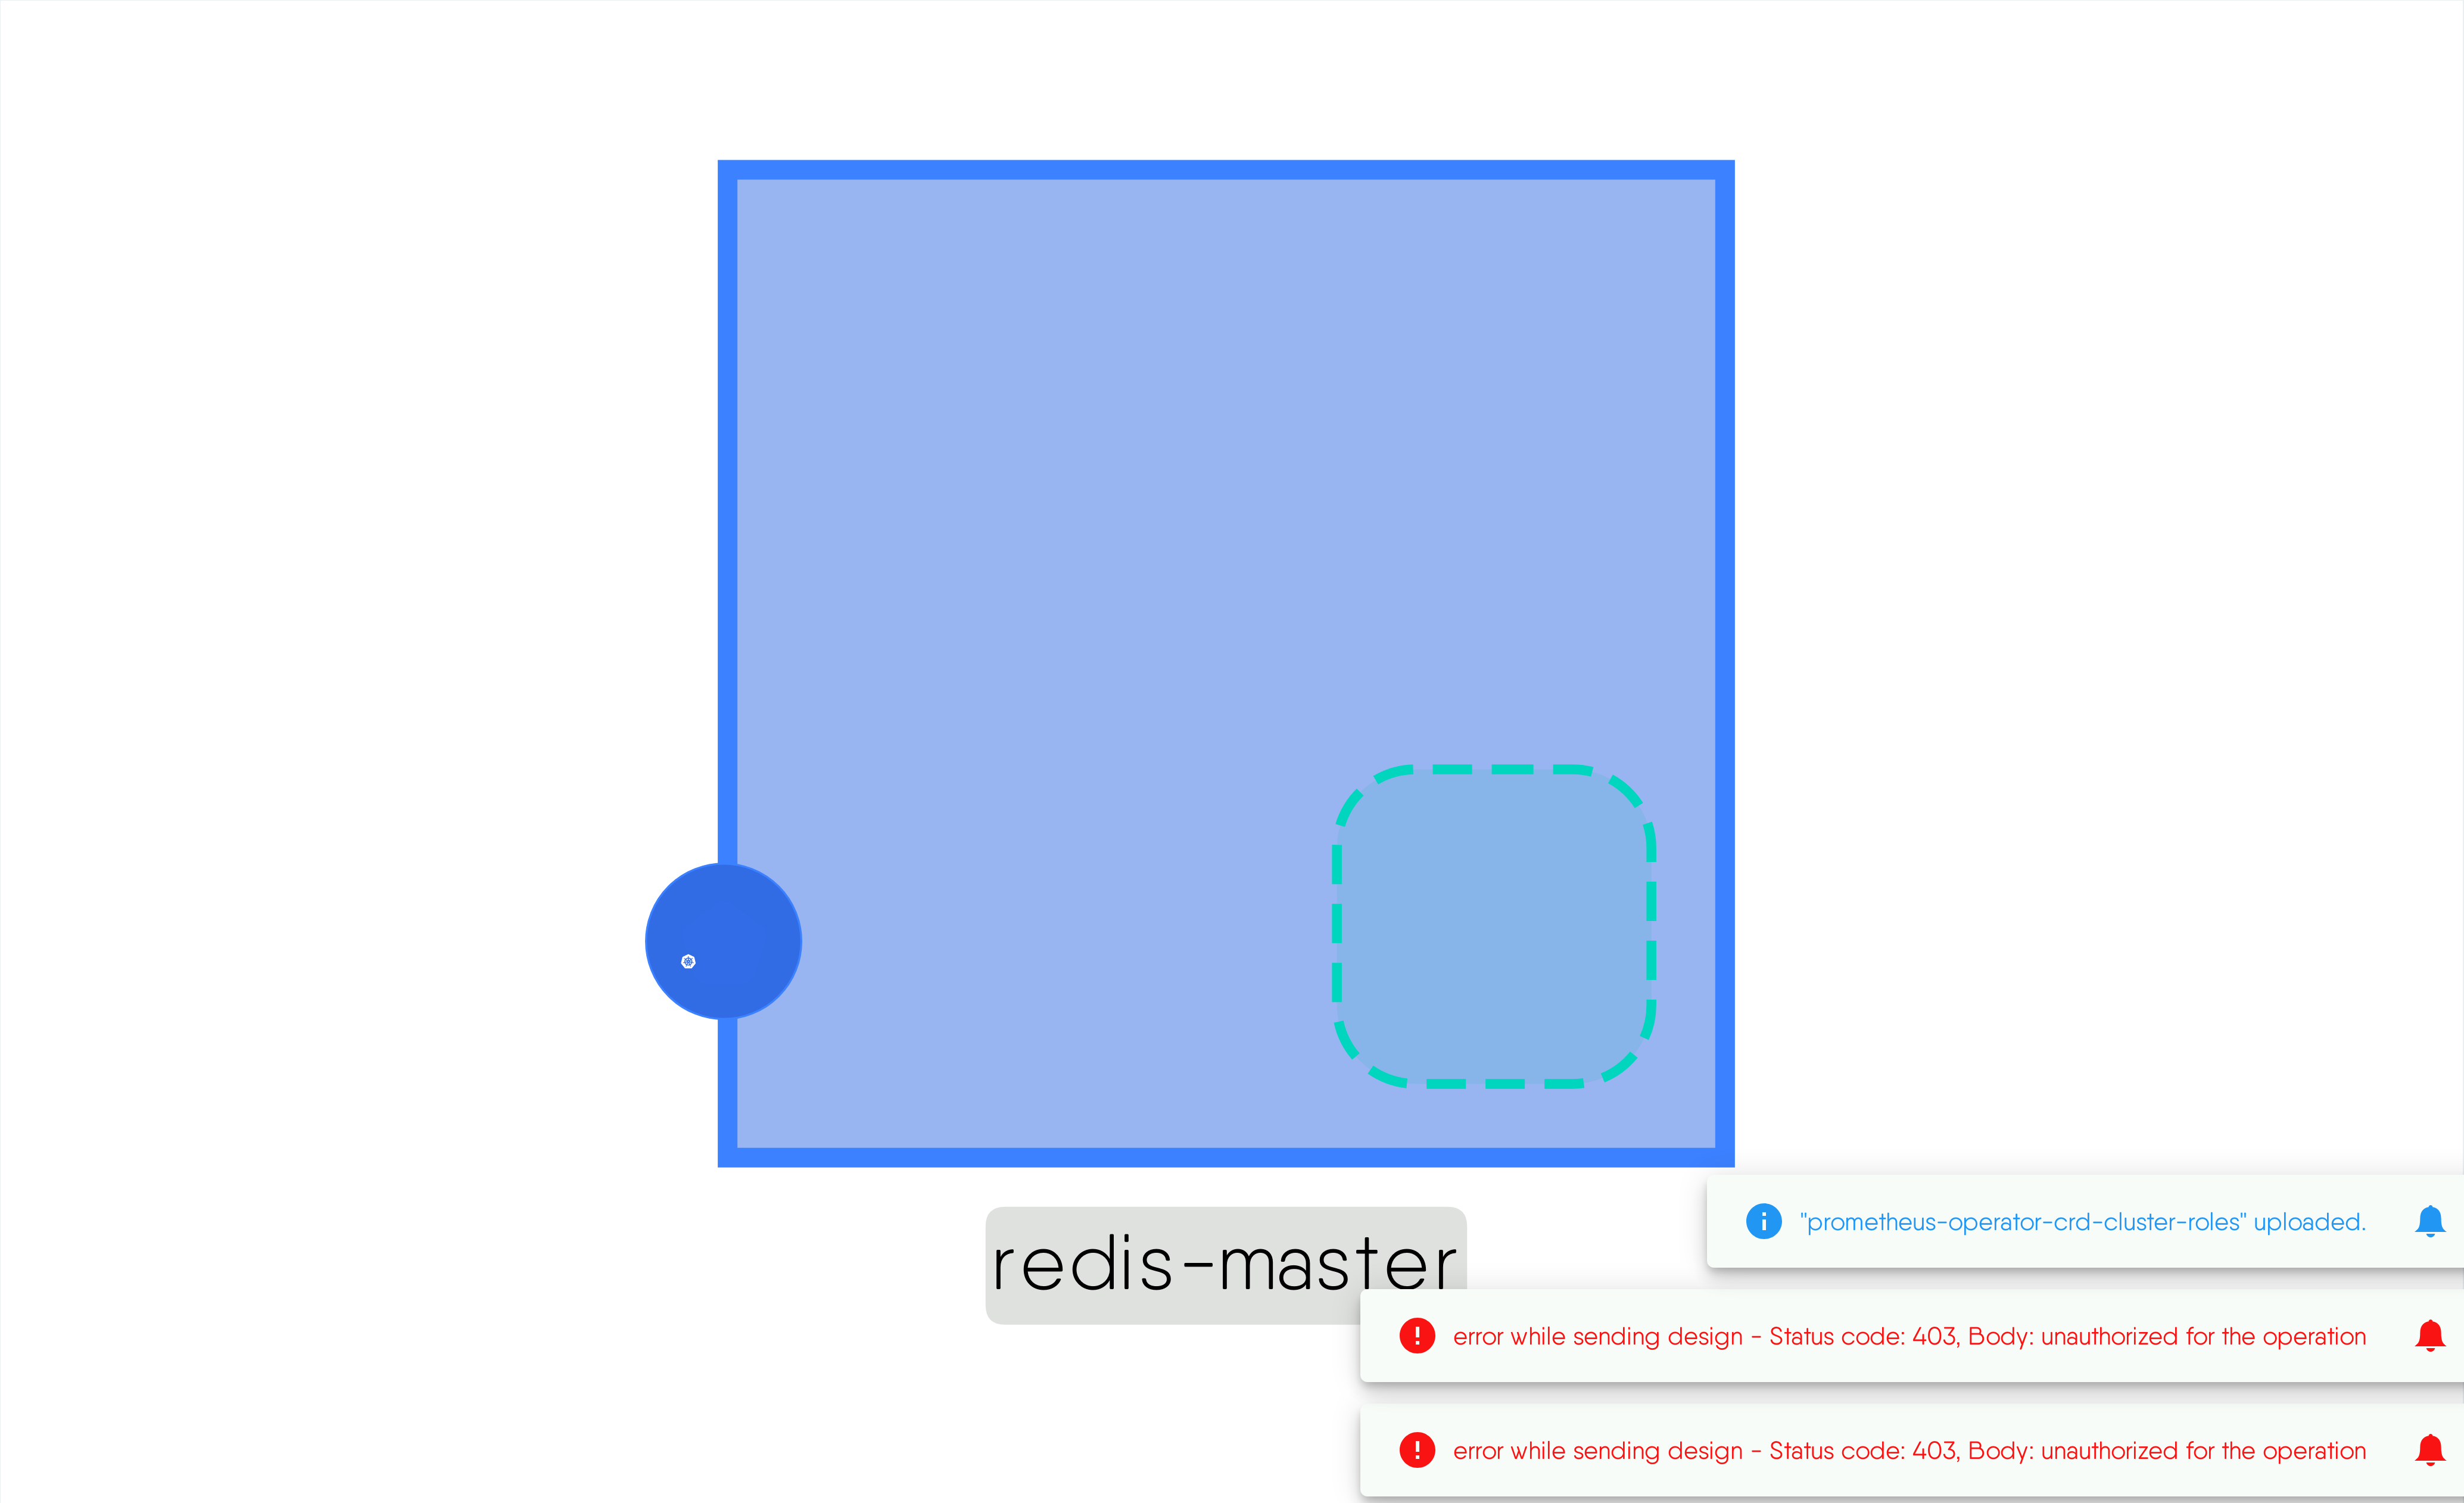 redis-master
"prometheus-operator-crd-cluster-roles" uploaded.
error while sending design - Status code: 403, Body: unauthorized for the operation
error while sending design - Status code: 403, Body: unauthorized for the operation